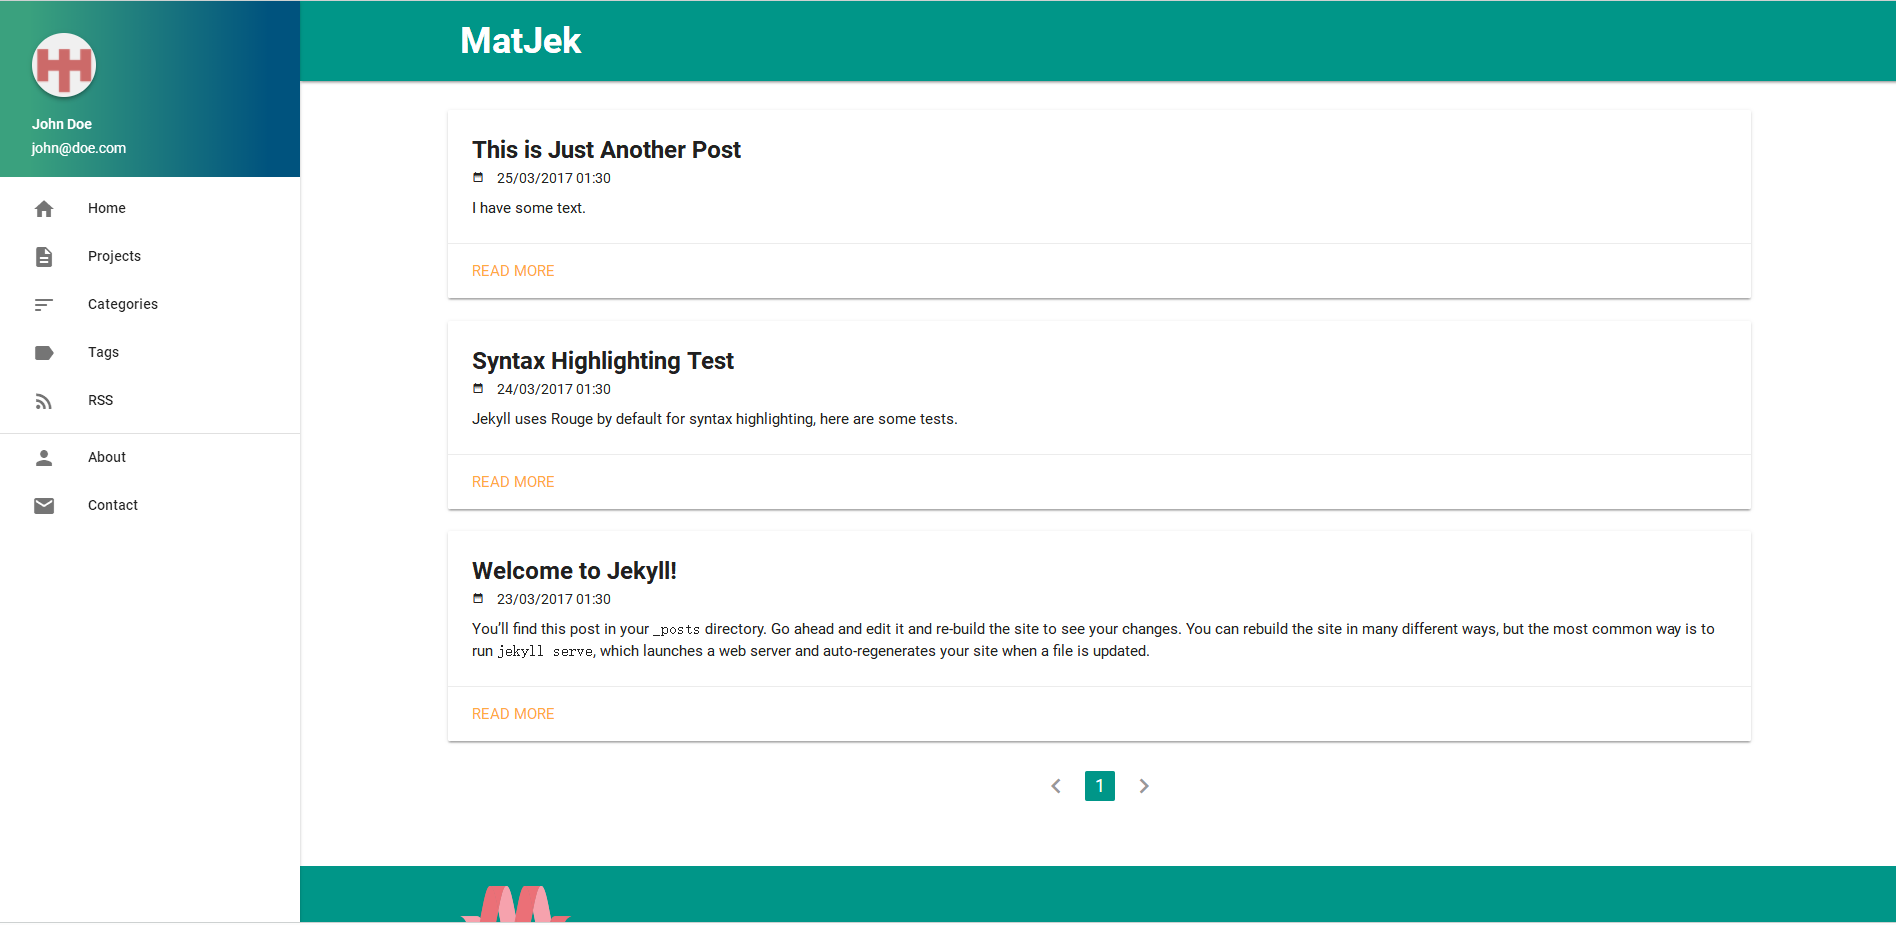 John Doe
john@doe.com
Home
Projects
Categories
Tags
RSS
About
Contact
MatJek
This is Just Another Post
25/03/2017 01:30
I have some text.
READ MORE
Syntax Highlighting Test
24/03/2017 01:30
Jekyll uses Rouge by default for syntax highlighting, here are some tests.
READ MORE
Welcome to Jekyll!
23/03/2017 01:30
You’ll find this post in your _posts directory. Go ahead and edit it and re-build the site to see your changes. You can rebuild the site in many different ways, but the most common way is to
run jekyll serve, which launches a web server and auto-regenerates your site when a file is updated.
READ MORE
1